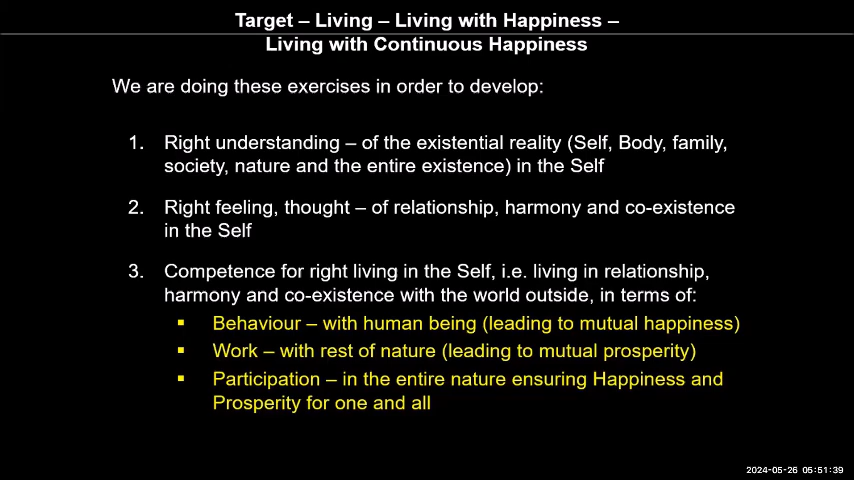 Target – Living – Living with Happiness –
Living with Continuous Happiness
We are doing these exercises in order to develop:
1. Right understanding – of the existential reality (Self, Body, family,
society, nature and the entire existence) in the Self
2. Right feeling, thought – of relationship, harmony and co-existence
in the Self
3. Competence for right living in the Self, i.e. living in relationship,
harmony and co-existence with the world outside, in terms of:
▪ Behaviour – with human being (leading to mutual happiness)
▪ Work – with rest of nature (leading to mutual prosperity)
▪ Participation – in the entire nature ensuring Happiness and
Prosperity for one and all
2024-05-26 05:51:39